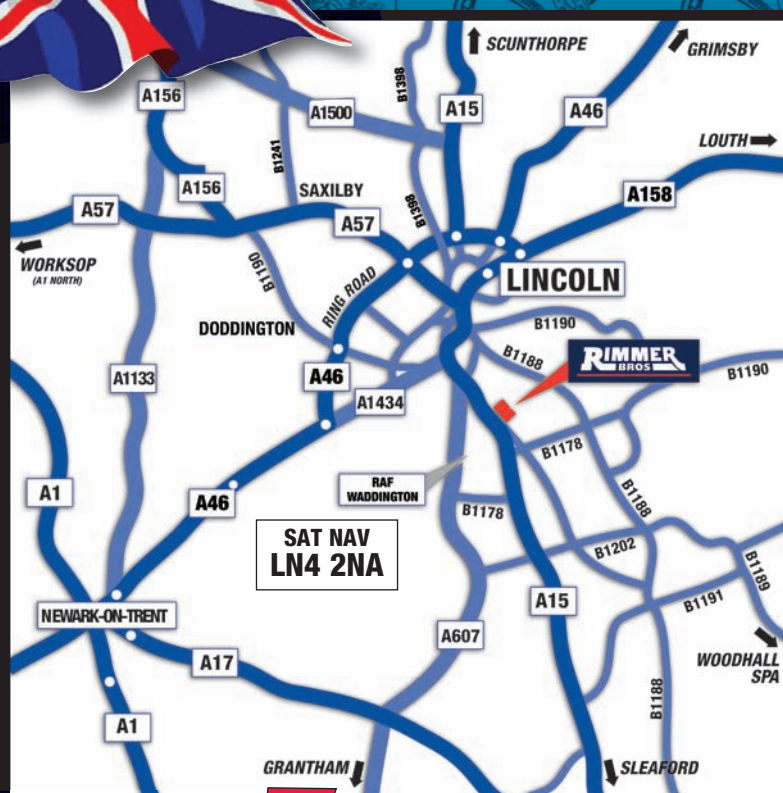 SCUNTHORPE
GRIMSBY
B1398
A156
A1500
A15
A46
LOUTH
B1241
A156
SAXILBY
A158
A57
A57
B1398
WORKSOP
(A1 NORTH)
B1190
RING ROAD
LINCOLN
DODDINGTON
B1190
B1188
RIMMER
BROS
B1190
A1133
A46
A1434
B1178
RAF
WADDINGTON
A1
A46
B1188
B1178
SAT NAV
LN4 2NA
B1202
B1189
A15
B1191
NEWARK-ON-TRENT
A607
A17
WOODHALL
SPA
B1188
A1
GRANTHAM
SLEAFORD